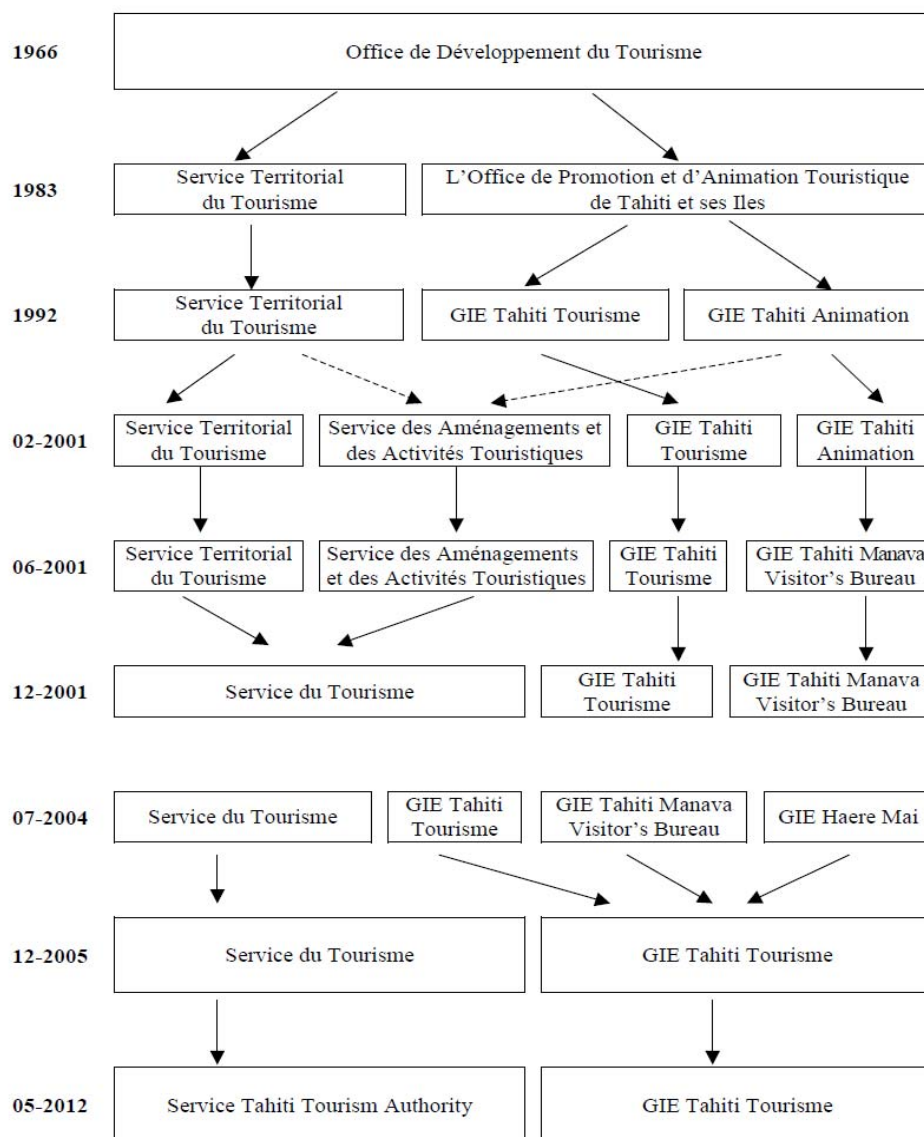 1966
Office de Développement du Tourisme
1983
Service Territorial
du Tourisme
L'Office de Promotion et d'Animation Touristique
de Tahiti et ses Iles
1992
Service Territorial
du Tourisme
GIE Tahiti Tourisme
GIE Tahiti Animation
02-2001
Service Territorial
du Tourisme
Service des Aménagements et
des Activités Touristiques
GIE Tahiti
Tourisme
GIE Tahiti
Animation
06-2001
Service Territorial
du Tourisme
Service des Aménagements
et des Activités Touristiques
GIE Tahiti
Tourisme
GIE Tahiti Manava
Visitor's Bureau
12-2001
Service du Tourisme
GIE Tahiti
Tourisme
GIE Tahiti Manava
Visitor's Bureau
07-2004
Service du Tourisme
GIE Tahiti
Tourisme
GIE Tahiti Manava
Visitor's Bureau
GIE Haere Mai
12-2005
Service du Tourisme
GIE Tahiti Tourisme
05-2012
Service Tahiti Tourism Authority
GIE Tahiti Tourisme